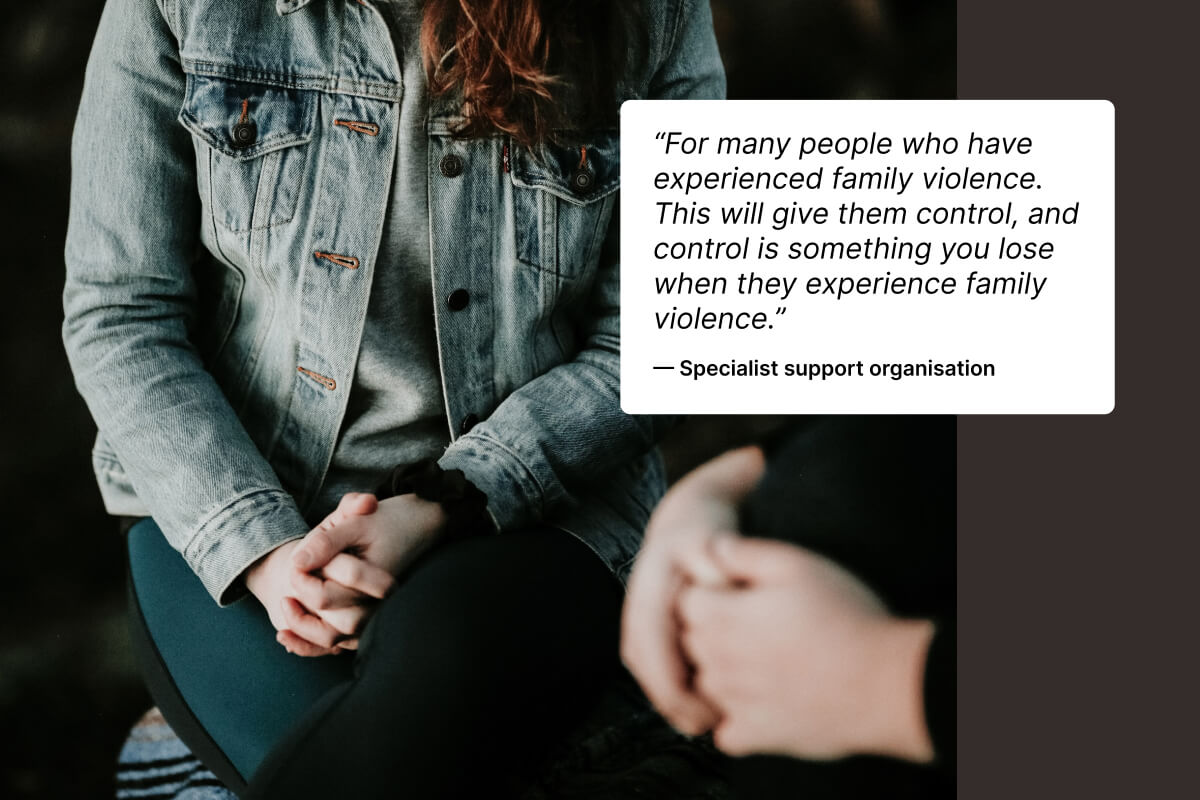 “For many people who have
experienced family violence.
This will give them control, and
control is something you lose
when they experience family
violence.”
— Specialist support organisation